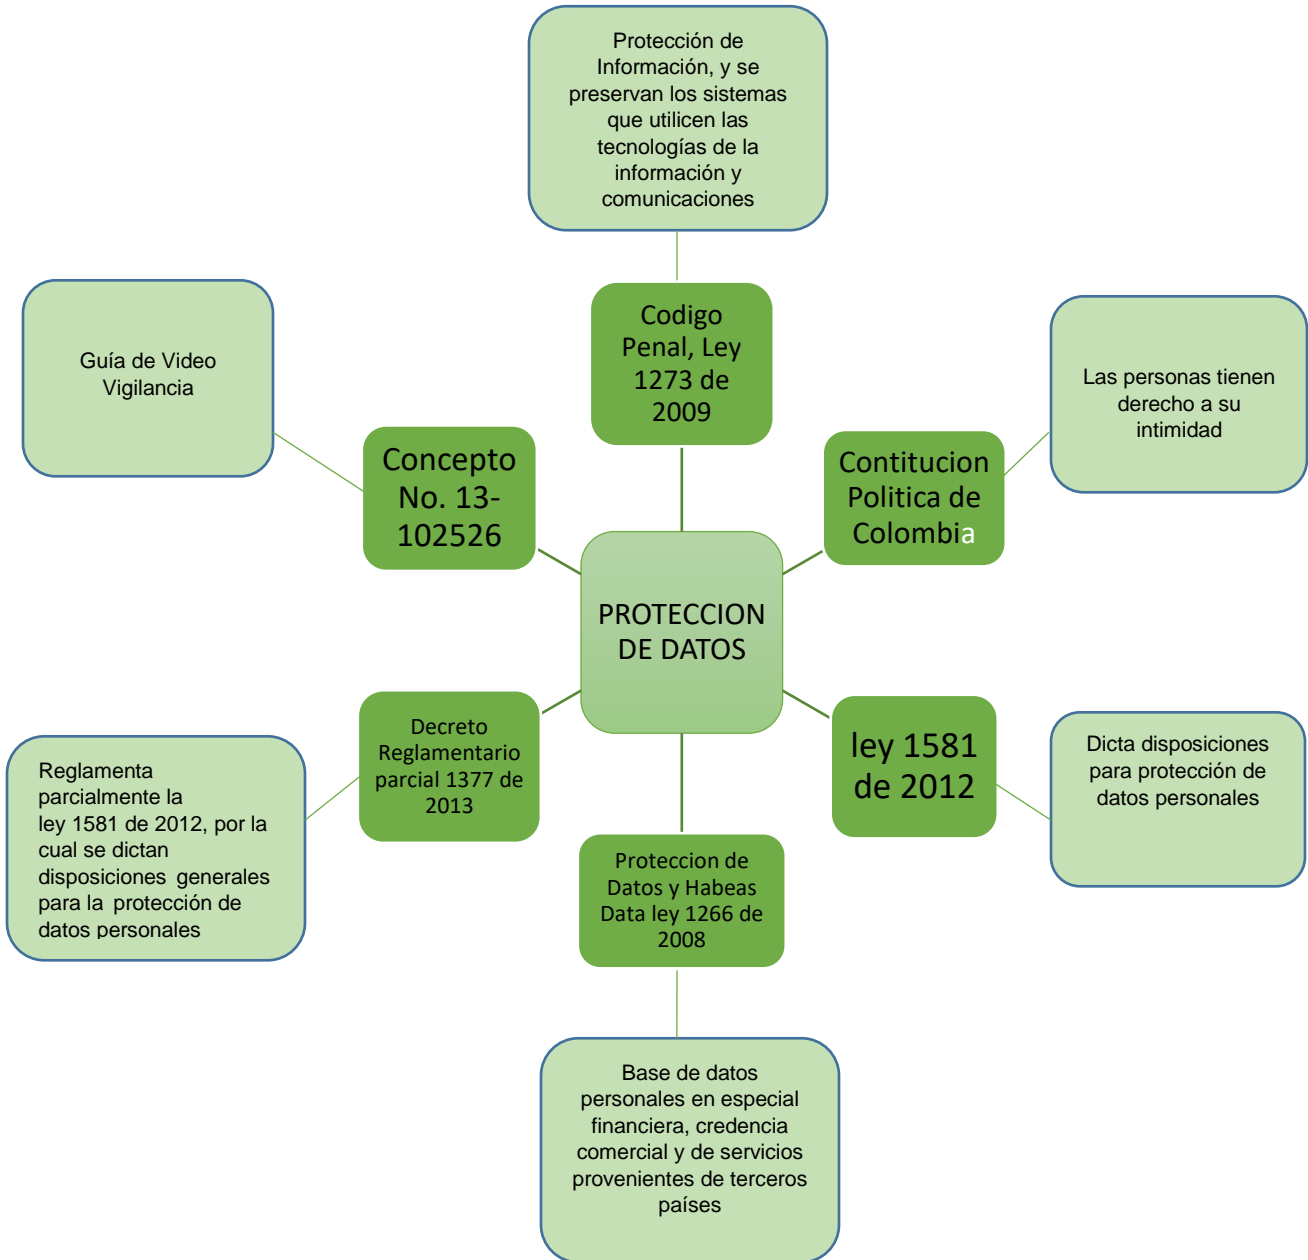 Protección de
Información, y se
preservan los sistemas
que utilicen las
tecnologías de la
información y
comunicaciones
Codigo
Penal, Ley
1273 de
2009
Guía de Video
Vigilancia
Concepto
No. 13-
102526
Las personas tienen
derecho a su
intimidad
Contitucion
Politica de
Colombia
PROTECCION
DE DATOS
Decreto
Reglamentario
parcial 1377 de
2013
Reglamenta
parcialmente la
ley 1581 de 2012, por la
cual se dictan
disposiciones generales
para la protección de
datos personales
ley 1581
de 2012
Dicta disposiciones
para protección de
datos personales
Proteccion de
Datos y Habeas
Data ley 1266 de
2008
Base de datos
personales en especial
financiera, credencia
comercial y de servicios
provenientes de terceros
países